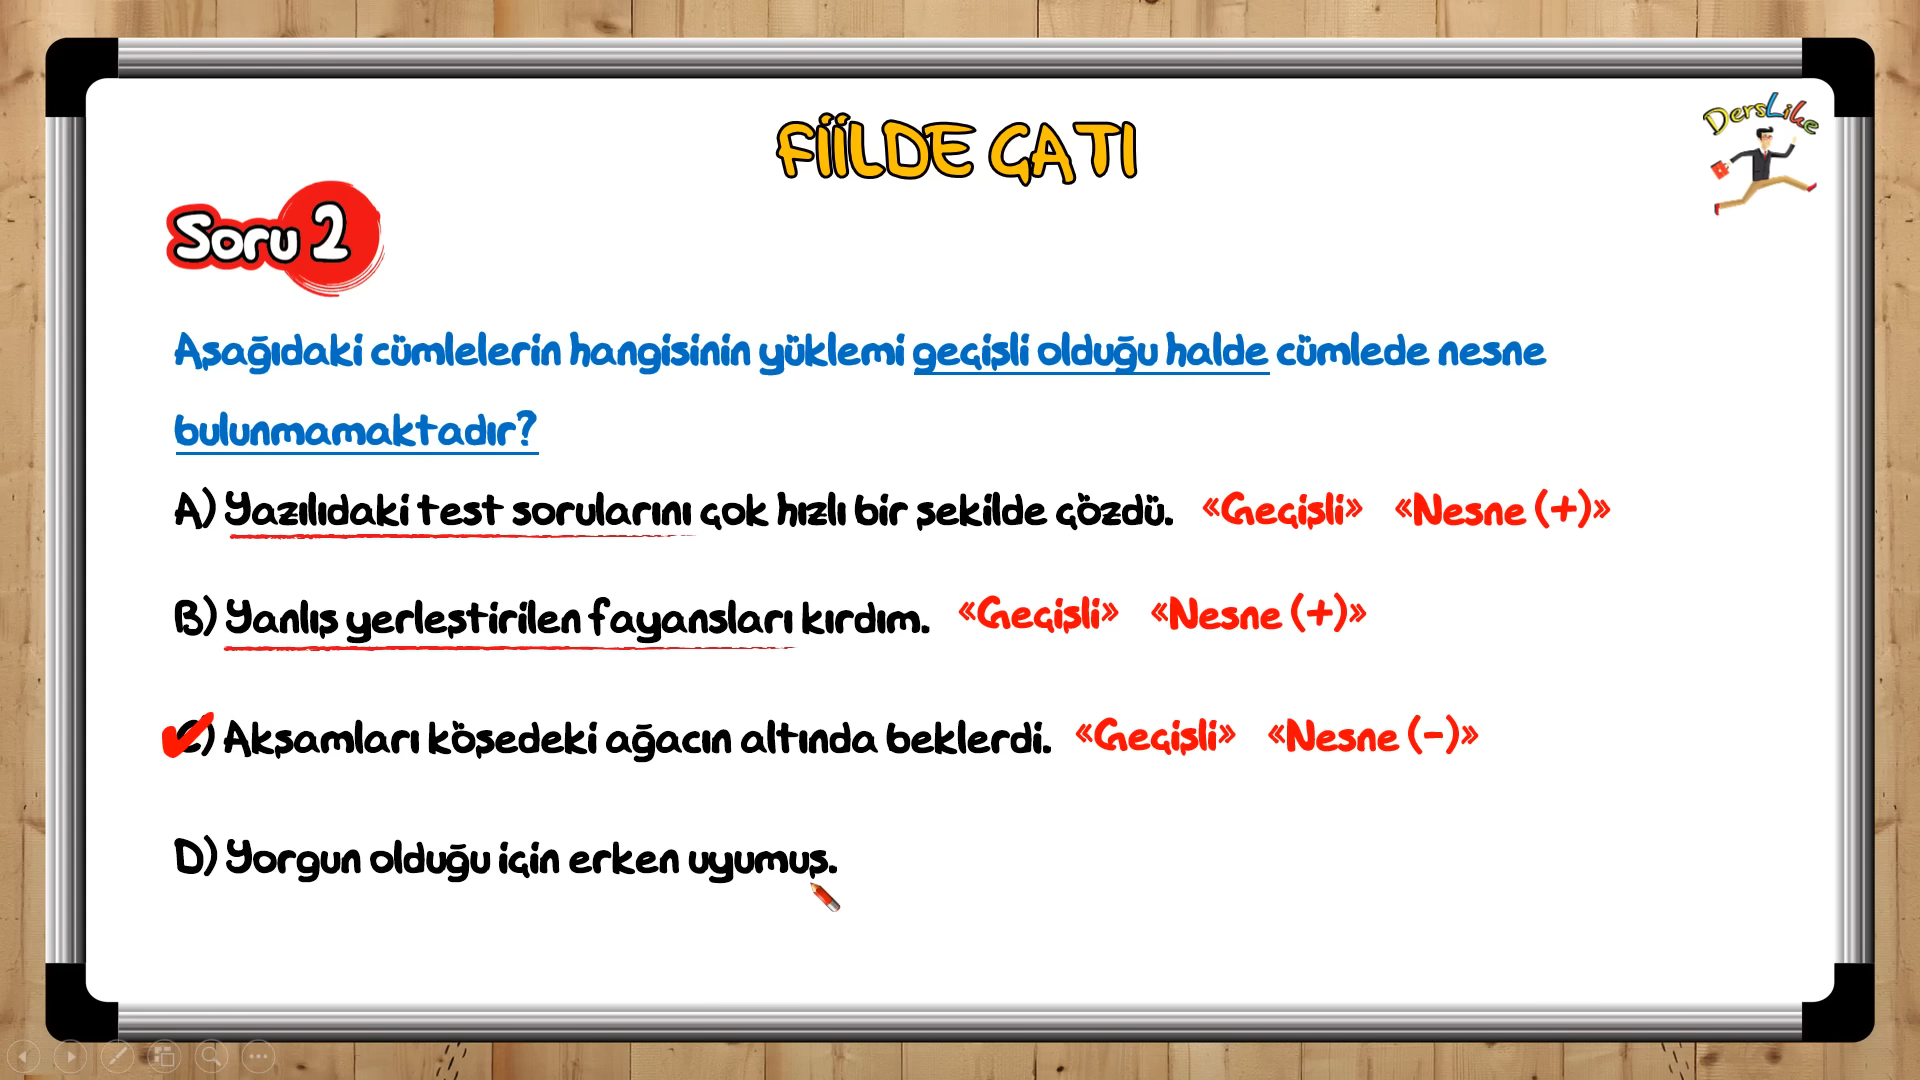 DersLike
FİİLDE ÇATI
Soru 2
Aşağıdaki cümlelerin hangisinin yüklemi geçişli olduğu halde cümlede nesne
bulunmamaktadır?
A) Yazılıdaki test sorularını çok hızlı bir şekilde çözdü. «Geçişli» «Nesne (+)»
B) Yanlış yerleştirilen fayansları kırdım. «Geçişli» «Nesne (+)»
C) Akşamları köşedeki ağacın altında beklerdi. «Geçişli» «Nesne (-)»
D) Yorgun olduğu için erken uyumuş.